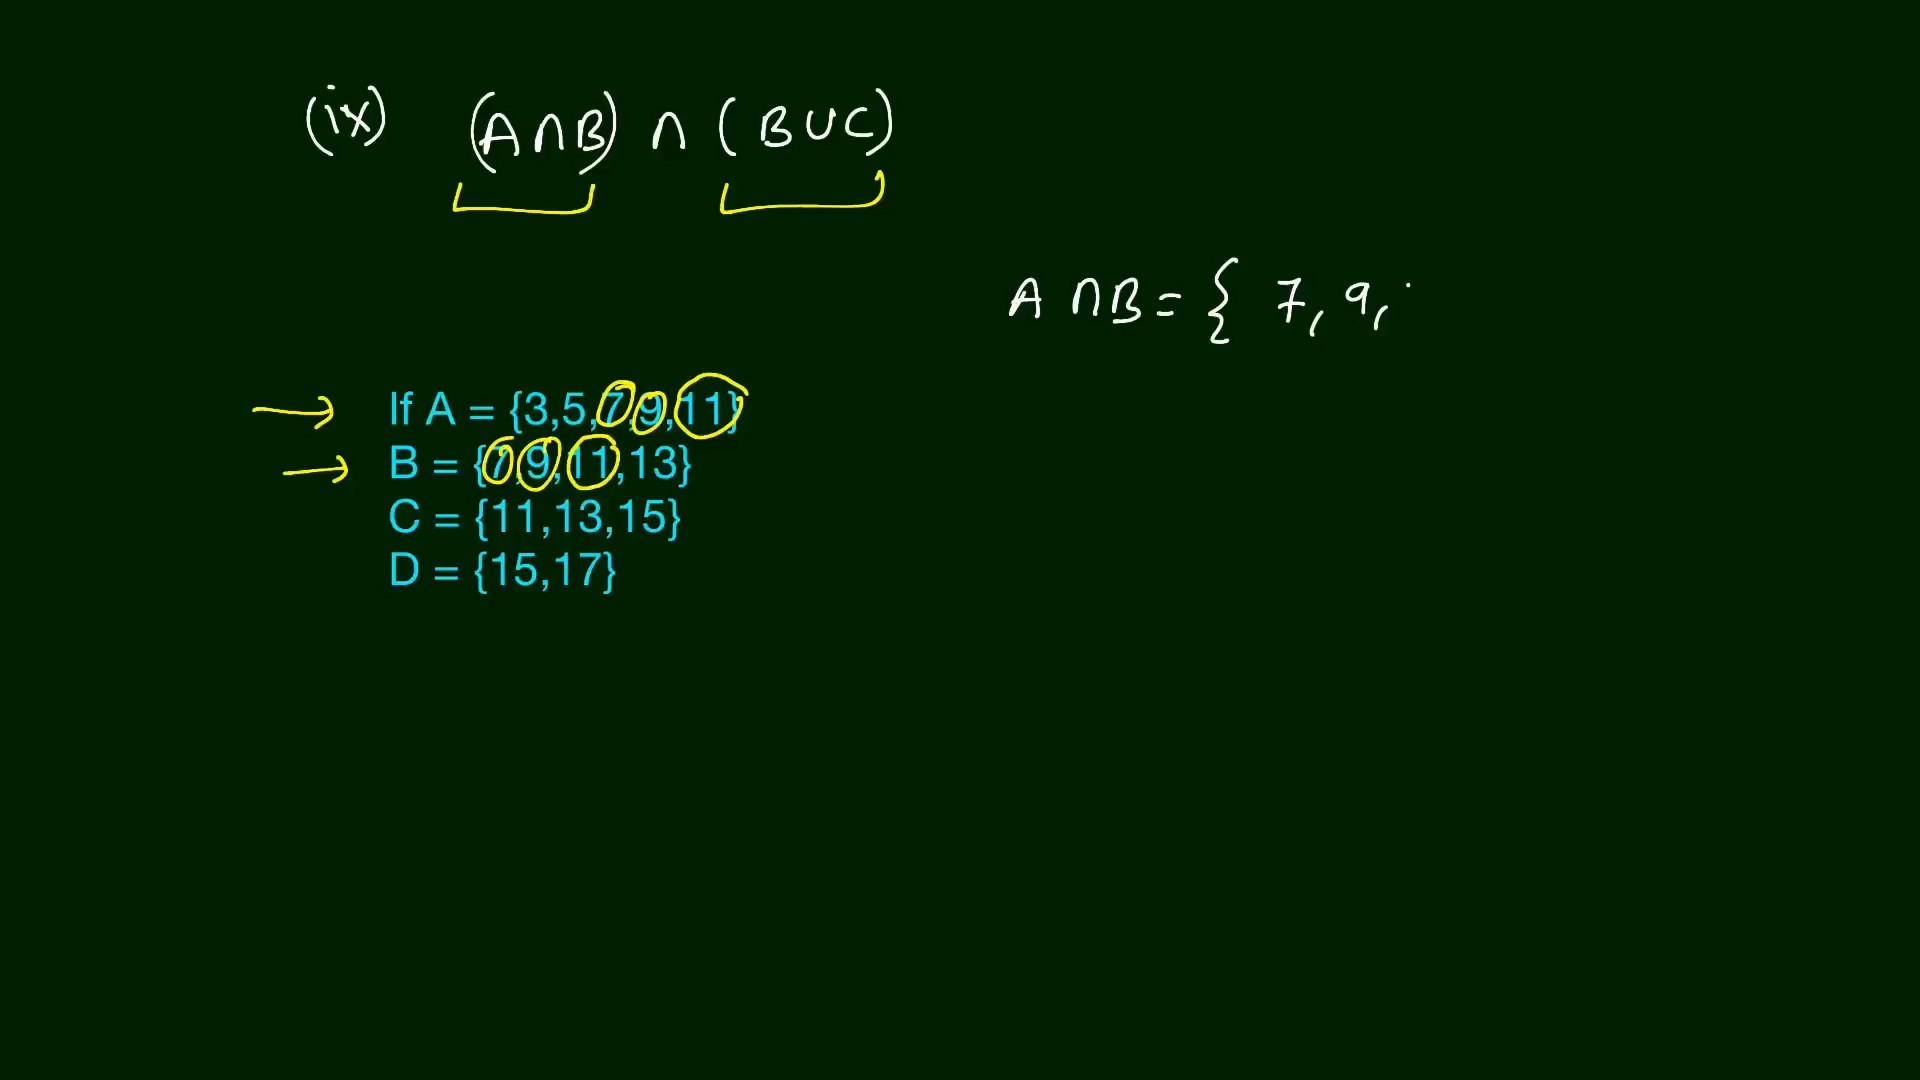 (ix) (A∩B) ∩ (B∪C)
A∩B = { 7, 9,
If A = {3,5,7,9,11}
B = {7,9,11,13}
C = {11,13,15}
D = {15,17}